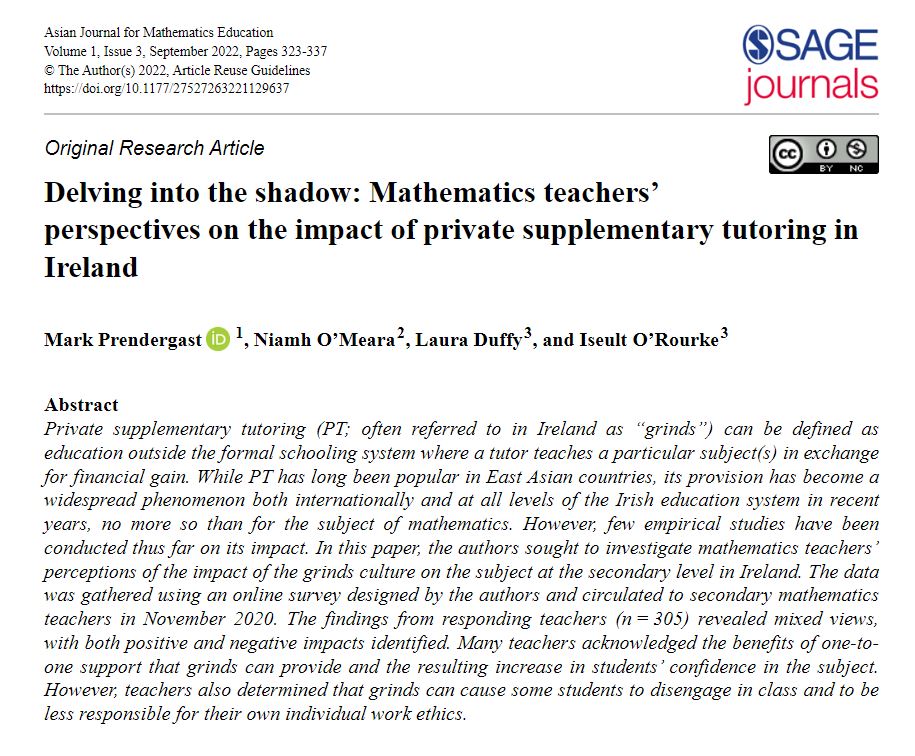 Asian Journal for Mathematics Education
Volume 1, Issue 3, September 2022, Pages 323-337
© The Author(s) 2022, Article Reuse Guidelines
https://doi.org/10.1177/27527263221129637
SAGE
journals
Original Research Article
cc BY NC
Delving into the shadow: Mathematics teachers’
perspectives on the impact of private supplementary tutoring in
Ireland
Mark Prendergast iD 1, Niamh O’Meara2, Laura Duffy3, and Iseult O’Rourke3
Abstract
Private supplementary tutoring (PT; often referred to in Ireland as “grinds”) can be defined as
education outside the formal schooling system where a tutor teaches a particular subject(s) in exchange
for financial gain. While PT has long been popular in East Asian countries, its provision has become a
widespread phenomenon both internationally and at all levels of the Irish education system in recent
years, no more so than for the subject of mathematics. However, few empirical studies have been
conducted thus far on its impact. In this paper, the authors sought to investigate mathematics teachers’
perceptions of the impact of the grinds culture on the subject at the secondary level in Ireland. The data
was gathered using an online survey designed by the authors and circulated to secondary mathematics
teachers in November 2020. The findings from responding teachers (n = 305) revealed mixed views,
with both positive and negative impacts identified. Many teachers acknowledged the benefits of one-to-
one support that grinds can provide and the resulting increase in students’ confidence in the subject.
However, teachers also determined that grinds can cause some students to disengage in class and to be
less responsible for their own individual work ethics.